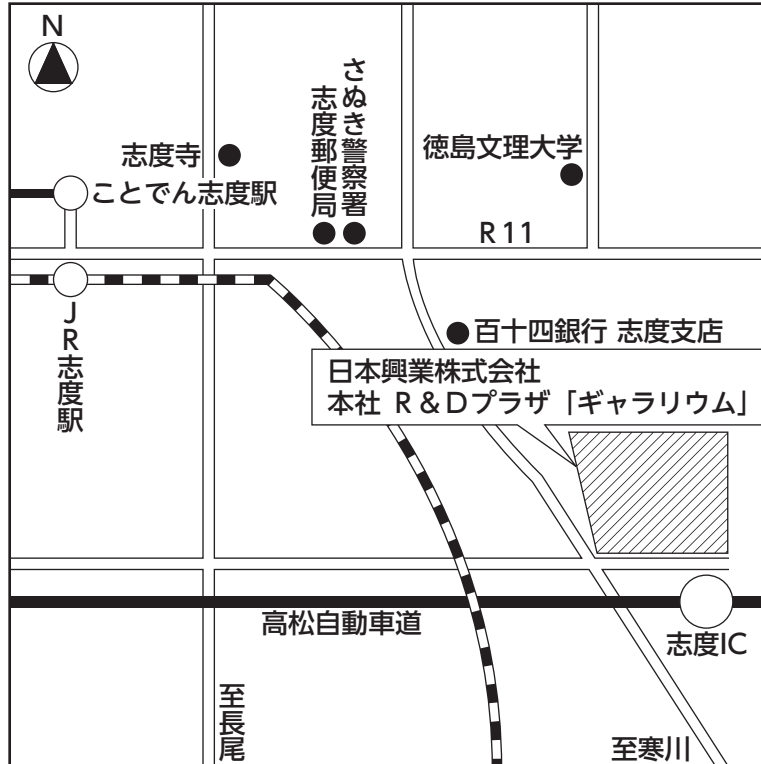 N
さぬき警察署
志度郵便局
志度寺
徳島文理大学
ことでん志度駅
R11
JR志度駅
百十四銀行 志度支店
日本興業株式会社
本社 R&Dプラザ「ギャラリウム」
高松自動車道
志度IC
至長尾
至寒川